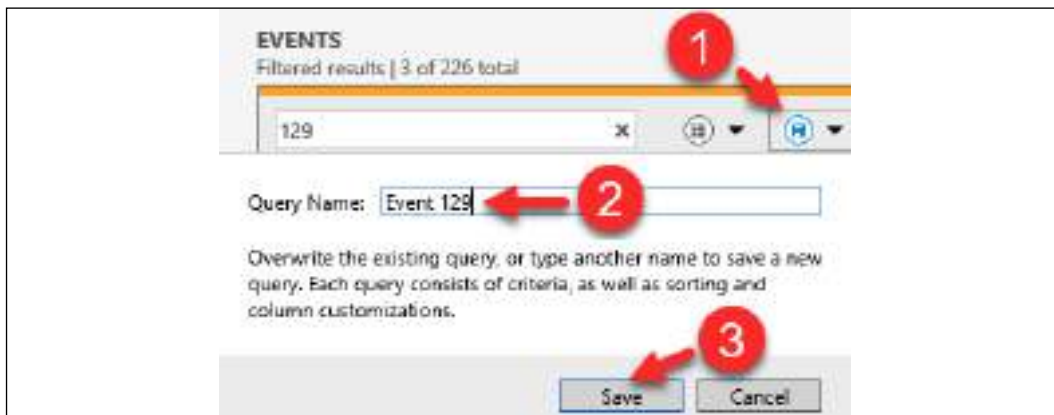 EVENTS
1
Filtered results | 3 of 226 total
129
Query Name: Event 129
2
Overwrite the existing query, or type another name to save a new
query. Each query consists of criteria, as well as sorting and
column customizations.
3
Save Cancel